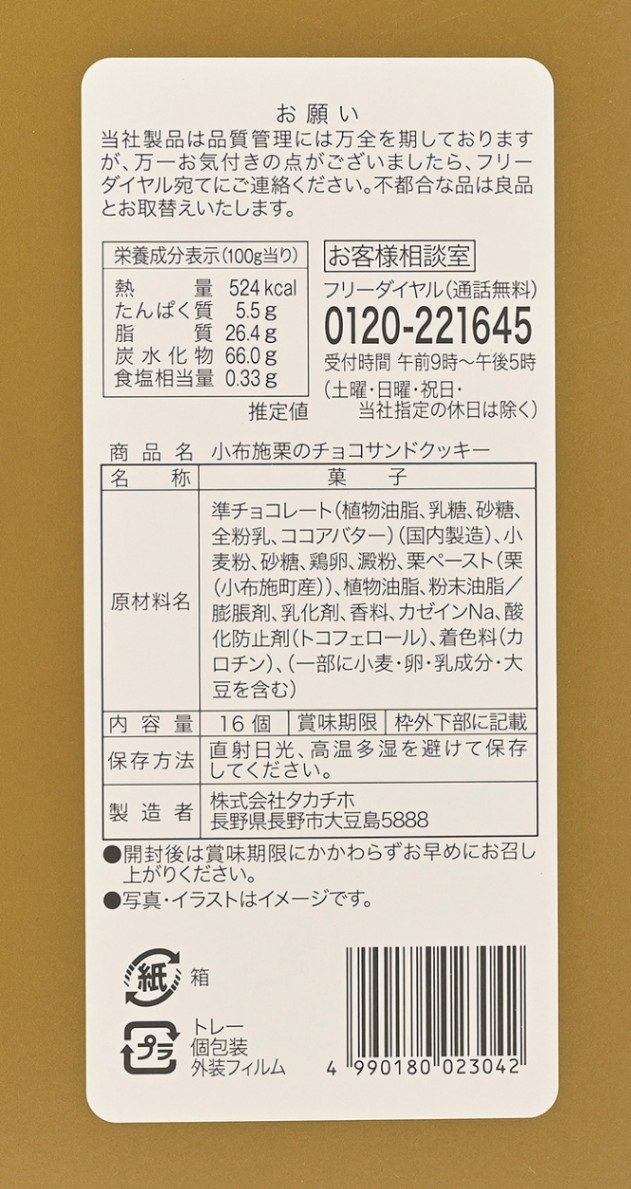 お願い
当社製品は品質管理には万全を期しております
が、万一お気付きの点がございましたら、フリー
ダイヤル宛てにご連絡ください。不都合な品は良品
とお取替えいたします。
栄養成分表示(100g当り)
熱量 524kcal
たんぱく質 5.5g
脂質 26.4g
炭水化物 66.0g
食塩相当量 0.33g
推定値
お客様相談室
フリーダイヤル(通話無料)
0120-221645
受付時間 午前9時〜午後5時
(土曜・日曜・祝日・
当社指定の休日は除く)
商品名 小布施栗のチョコサンドクッキー
名称 菓子
原材料名
準チョコレート(植物油脂、乳糖、砂糖、
全粉乳、ココアバター)(国内製造)、小
麦粉、砂糖、鶏卵、澱粉、栗ペースト(栗
(小布施町産))、植物油脂、粉末油脂/
膨脹剤、乳化剤、香料、カゼインNa、酸
化防止剤(トコフェロール)、着色料(カ
ロチン)、(一部に小麦・卵・乳成分・大
豆を含む)
内容量 16個 賞味期限 枠外下部に記載
保存方法 直射日光、高温多湿を避けて保存
してください。
製造者 株式会社タカチホ
長野県長野市大豆島5888
●開封後は賞味期限にかかわらずお早めにお召し
上がりください。
●写真・イラストはイメージです。
紙 箱
プラ トレー
個包装
外装フィルム
4 990180 023042